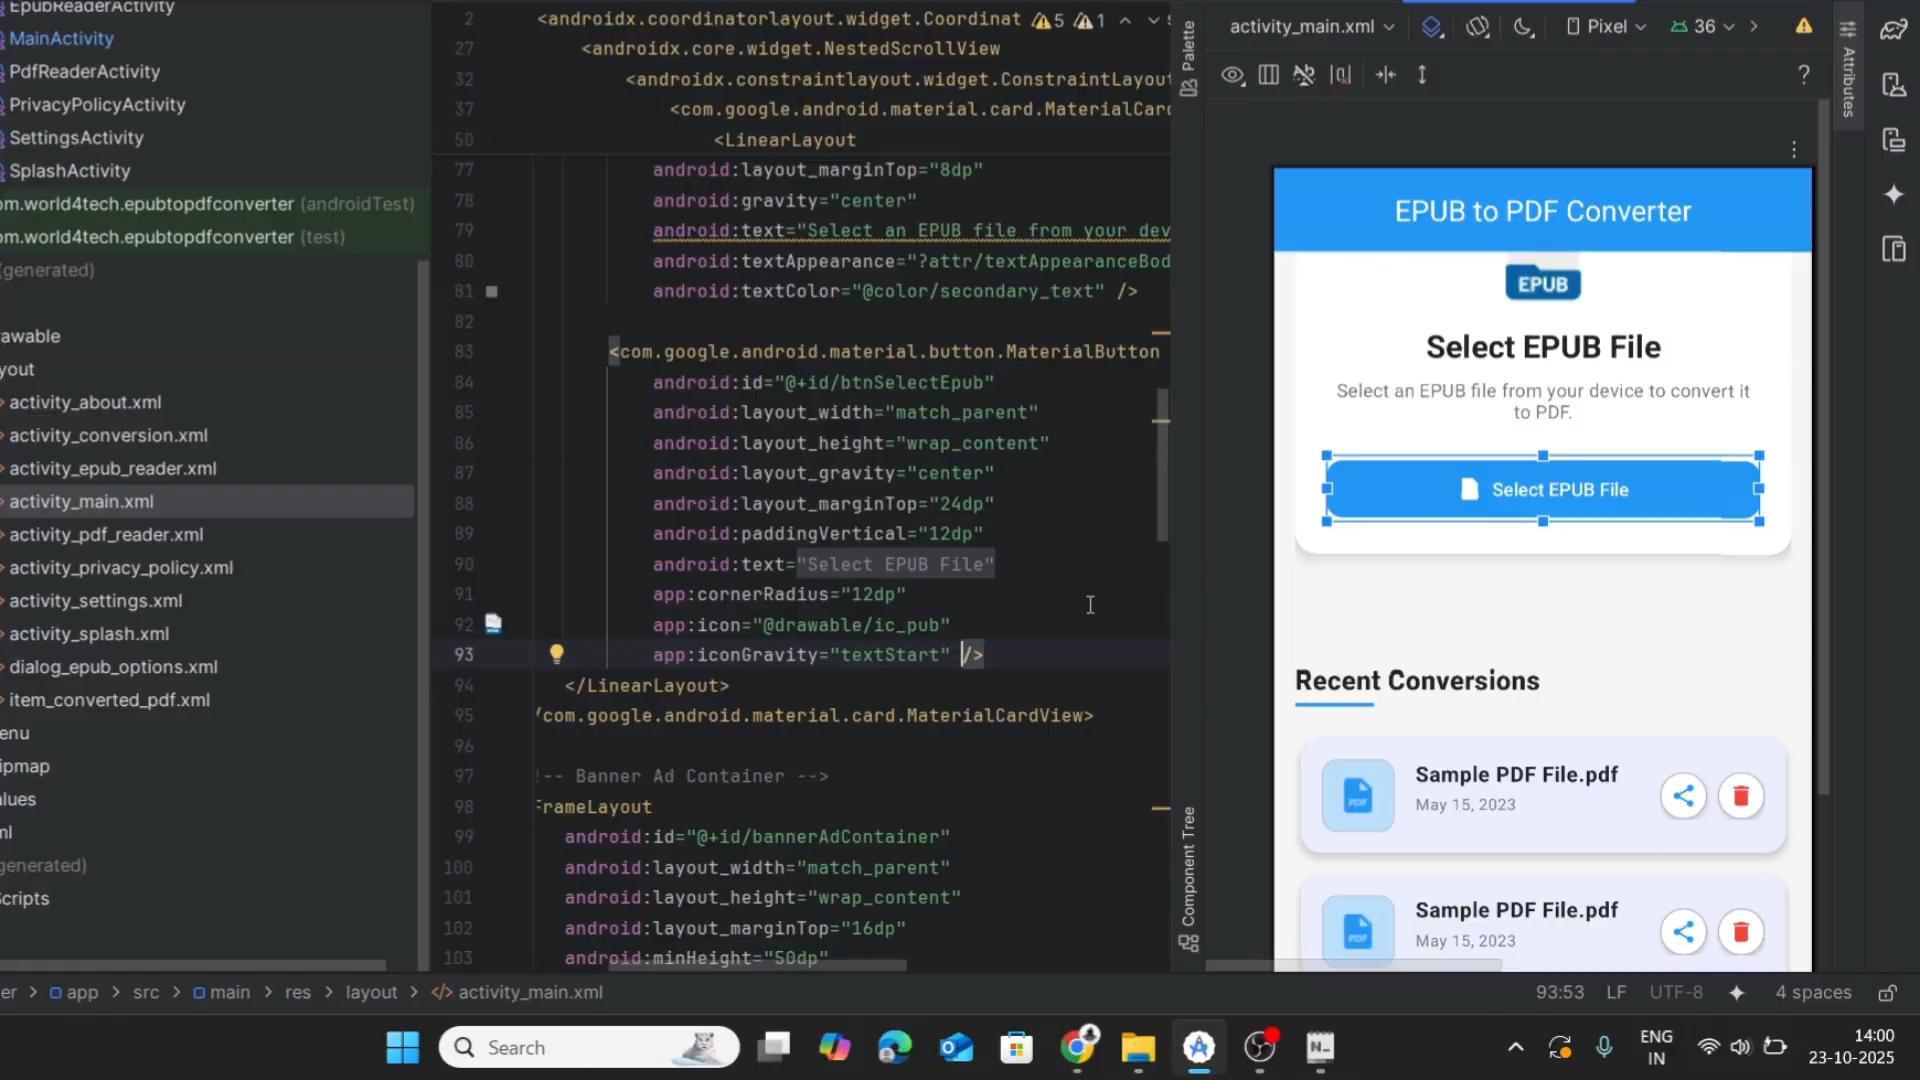 EpubReaderActivity
MainActivity
PdfReaderActivity
PrivacyPolicyActivity
SettingsActivity
SplashActivity
om.world4tech.epubtopdfconverter (androidTest)
om.world4tech.epubtopdfconverter (test)
(generated)
awable
yout
activity_about.xml
activity_conversion.xml
activity_epub_reader.xml
activity_main.xml
activity_pdf_reader.xml
activity_privacy_policy.xml
activity_settings.xml
activity_splash.xml
dialog_epub_options.xml
item_converted_pdf.xml
enu
ipmap
alues
ml
generated)
Scripts
2 <androidx.coordinatorlayout.widget.Coordinat 5 1
27 <androidx.core.widget.NestedScrollView
32 <androidx.constraintlayout.widget.ConstraintLayou
37 <com.google.android.material.card.MaterialCar
50 <LinearLayout
77 android:layout_marginTop="8dp"
78 android:gravity="center"
79 android:text="Select an EPUB file from your dev
80 android:textAppearance="?attr/textAppearanceBod
81 android:textColor="@color/secondary_text" />
82
83 <com.google.android.material.button.MaterialButton
84 android:id="@+id/btnSelectEpub"
85 android:layout_width="match_parent"
86 android:layout_height="wrap_content"
87 android:layout_gravity="center"
88 android:layout_marginTop="24dp"
89 android:paddingVertical="12dp"
90 android:text="Select EPUB File"
91 app:cornerRadius="12dp"
92 app:icon="@drawable/ic_pub"
93 app:iconGravity="textStart" />
94 </LinearLayout>
95 /com.google.android.material.card.MaterialCardView>
96
97 !-- Banner Ad Container -->
98 FrameLayout
99 android:id="@+id/bannerAdContainer"
100 android:layout_width="match_parent"
101 android:layout_height="wrap_content"
102 android:layout_marginTop="16dp"
103 android:minHeight="50dp"
Palette
Component Tree
activity_main.xml Pixel 36
?
Attributes
EPUB to PDF Converter
EPUB
Select EPUB File
Select an EPUB file from your device to convert it
to PDF.
Select EPUB File
Recent Conversions
PDF
Sample PDF File.pdf
May 15, 2023
PDF
Sample PDF File.pdf
May 15, 2023
er > app > src > main > res > layout > </> activity_main.xml
93:53 LF UTF-8 4 spaces
Search
ENG
IN
14:00
23-10-2025